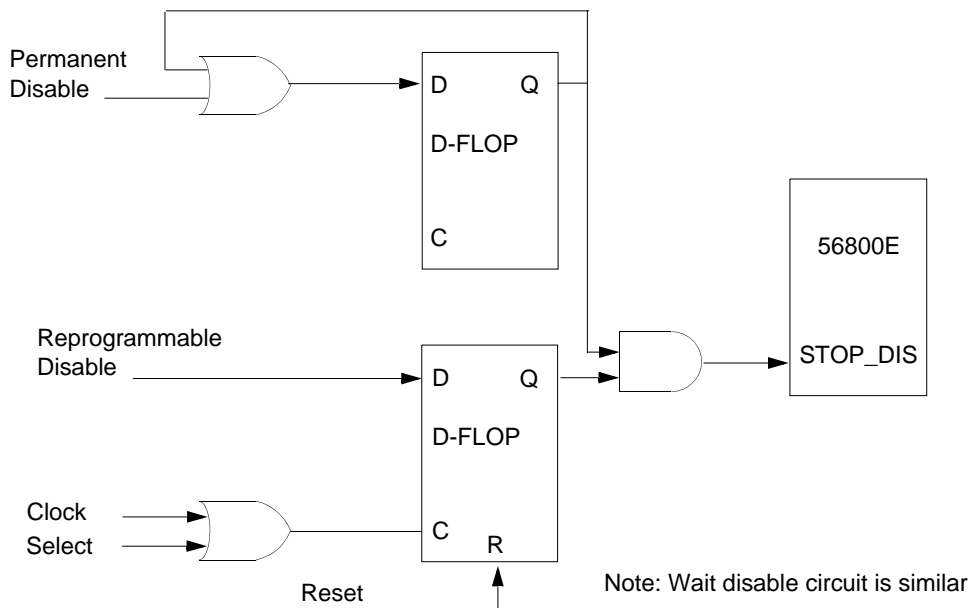 Permanent
Disable
D Q
D-FLOP
C
56800E
STOP_DIS
Reprogrammable
Disable
D Q
D-FLOP
Clock
Select
C
R
Reset
Note: Wait disable circuit is similar